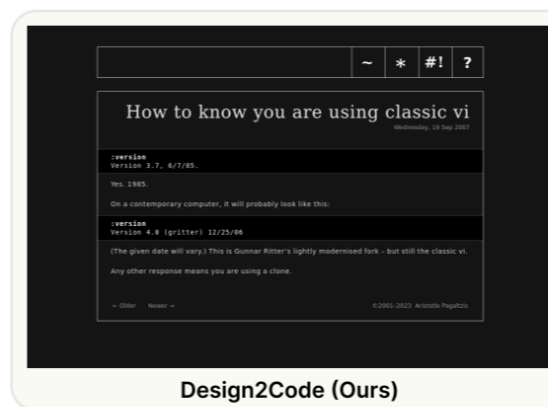 ~ * #! ?
How to know you are using classic vi
Wednesday, 19 Sep 2007
:version
Version 3.7, 6/7/85.
Yes. 1985.
On a contemporary computer, it will probably look like this:
:version
Version 4.0 (gritter) 12/25/06
(The given date will vary.) This is Gunnar Ritter's lightly modernised fork – but still the classic vi.
Any other response means you are using a clone.
← Older Newer → ©2001–2023 Aristotle Pagaltzis
Design2Code (Ours)